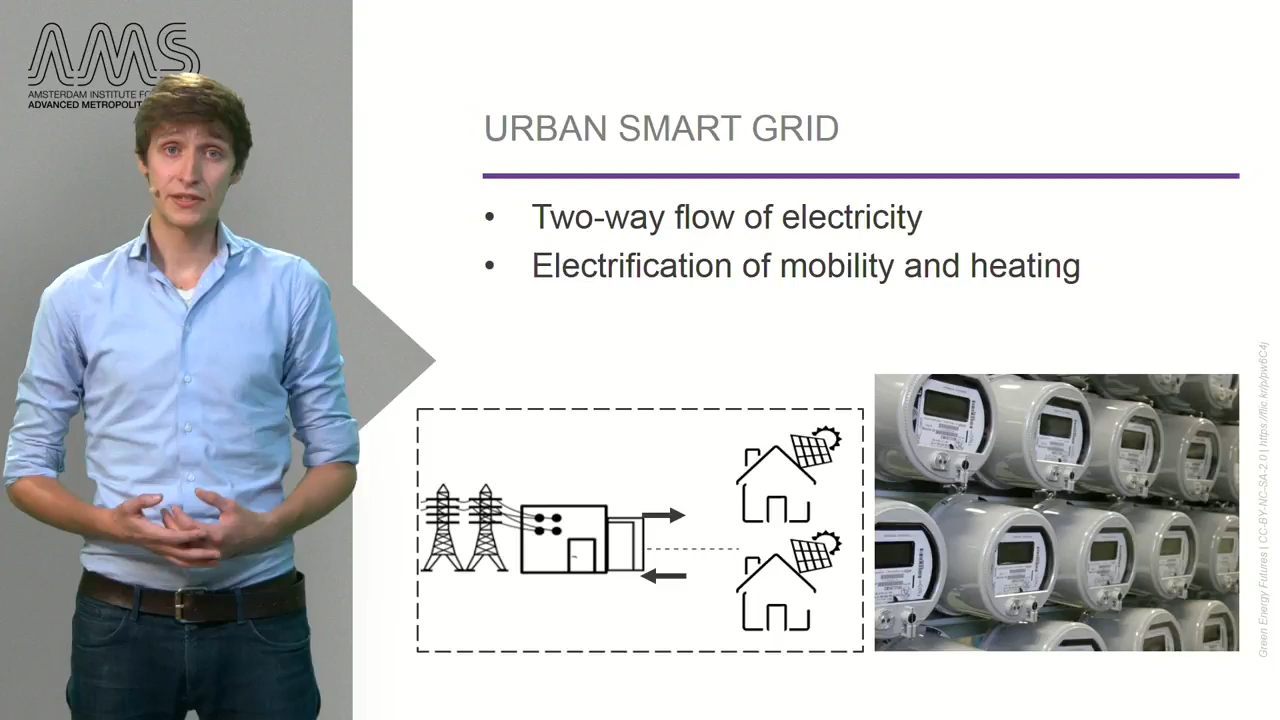 AMS
AMSTERDAM INSTITUTE FO
ADVANCED METROPOLIT
URBAN SMART GRID
• Two-way flow of electricity
• Electrification of mobility and heating
Green Energy Futures | CC-BY-NC-SA-2.0 | https://flic.kr/p/pw6C4j